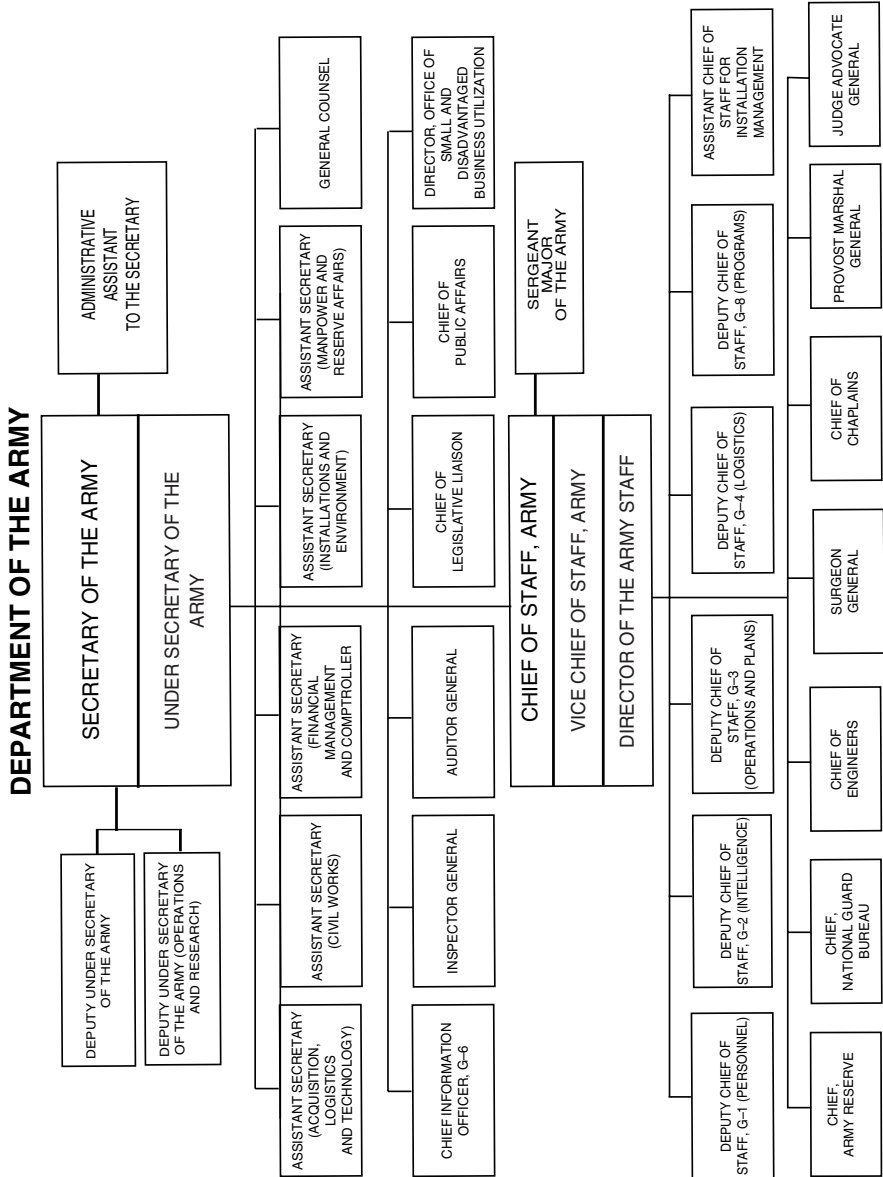 DEPARTMENT OF THE ARMY
SECRETARY OF THE ARMY
UNDER SECRETARY OF THE
ARMY
ADMINISTRATIVE
ASSISTANT
TO THE SECRETARY
DEPUTY UNDER SECRETARY
OF THE ARMY
DEPUTY UNDER SECRETARY
OF THE ARMY (OPERATIONS
AND RESEARCH)
ASSISTANT SECRETARY
(ACQUISITION,
LOGISTICS
AND TECHNOLOGY)
ASSISTANT SECRETARY
(CIVIL WORKS)
ASSISTANT SECRETARY
(FINANCIAL
MANAGEMENT
AND COMPTROLLER
ASSISTANT SECRETARY
(INSTALLATIONS AND
ENVIRONMENT)
ASSISTANT SECRETARY
(MANPOWER AND
RESERVE AFFAIRS)
GENERAL COUNSEL
CHIEF INFORMATION
OFFICER, G–6
INSPECTOR GENERAL
AUDITOR GENERAL
CHIEF OF
LEGISLATIVE LIAISON
CHIEF OF
PUBLIC AFFAIRS
DIRECTOR, OFFICE OF
SMALL AND
DISADVANTAGED
BUSINESS UTILIZATION
CHIEF OF STAFF, ARMY
VICE CHIEF OF STAFF, ARMY
DIRECTOR OF THE ARMY STAFF
SERGEANT
MAJOR
OF THE ARMY
DEPUTY CHIEF OF
STAFF, G–1 (PERSONNEL)
DEPUTY CHIEF OF
STAFF, G–2 (INTELLIGENCE)
DEPUTY CHIEF OF
STAFF, G–3
(OPERATIONS AND PLANS)
DEPUTY CHIEF OF
STAFF, G–4 (LOGISTICS)
DEPUTY CHIEF OF
STAFF, G–8 (PROGRAMS)
ASSISTANT CHIEF OF
STAFF FOR
INSTALLATION
MANAGEMENT
CHIEF,
ARMY RESERVE
CHIEF,
NATIONAL GUARD
BUREAU
CHIEF OF
ENGINEERS
SURGEON
GENERAL
CHIEF OF
CHAPLAINS
PROVOST MARSHAL
GENERAL
JUDGE ADVOCATE
GENERAL